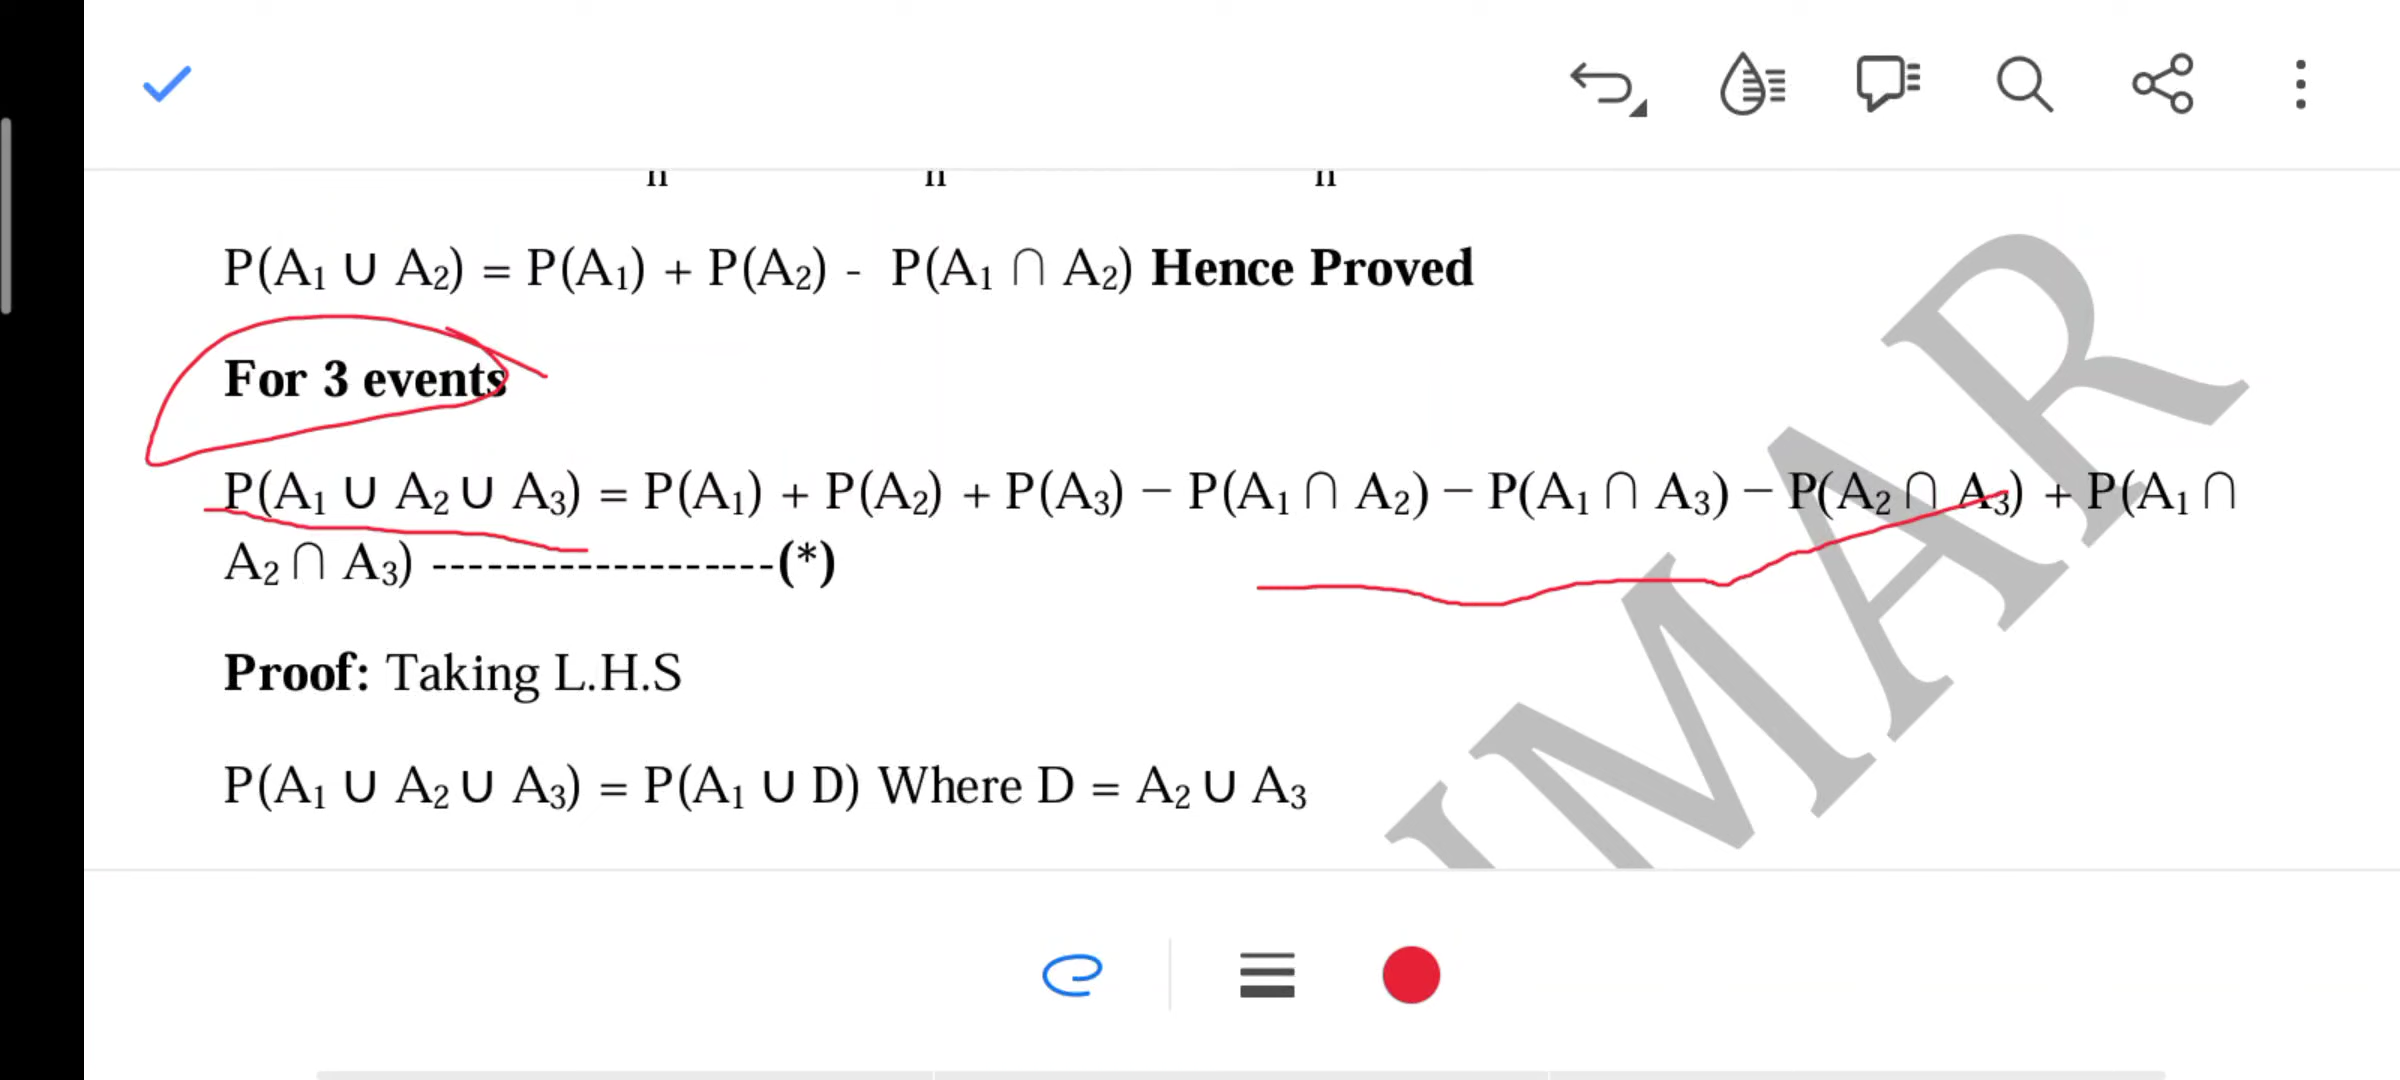 P(A₁ ∪ A₂) = P(A₁) + P(A₂) - P(A₁ ∩ A₂) Hence Proved
For 3 events
P(A₁ ∪ A₂ ∪ A₃) = P(A₁) + P(A₂) + P(A₃) − P(A₁ ∩ A₂) − P(A₁ ∩ A₃) − P(A₂ ∩ A₃) + P(A₁ ∩
A₂ ∩ A₃) -------------------(*)
Proof: Taking L.H.S
P(A₁ ∪ A₂ ∪ A₃) = P(A₁ ∪ D) Where D = A₂ ∪ A₃
MAR